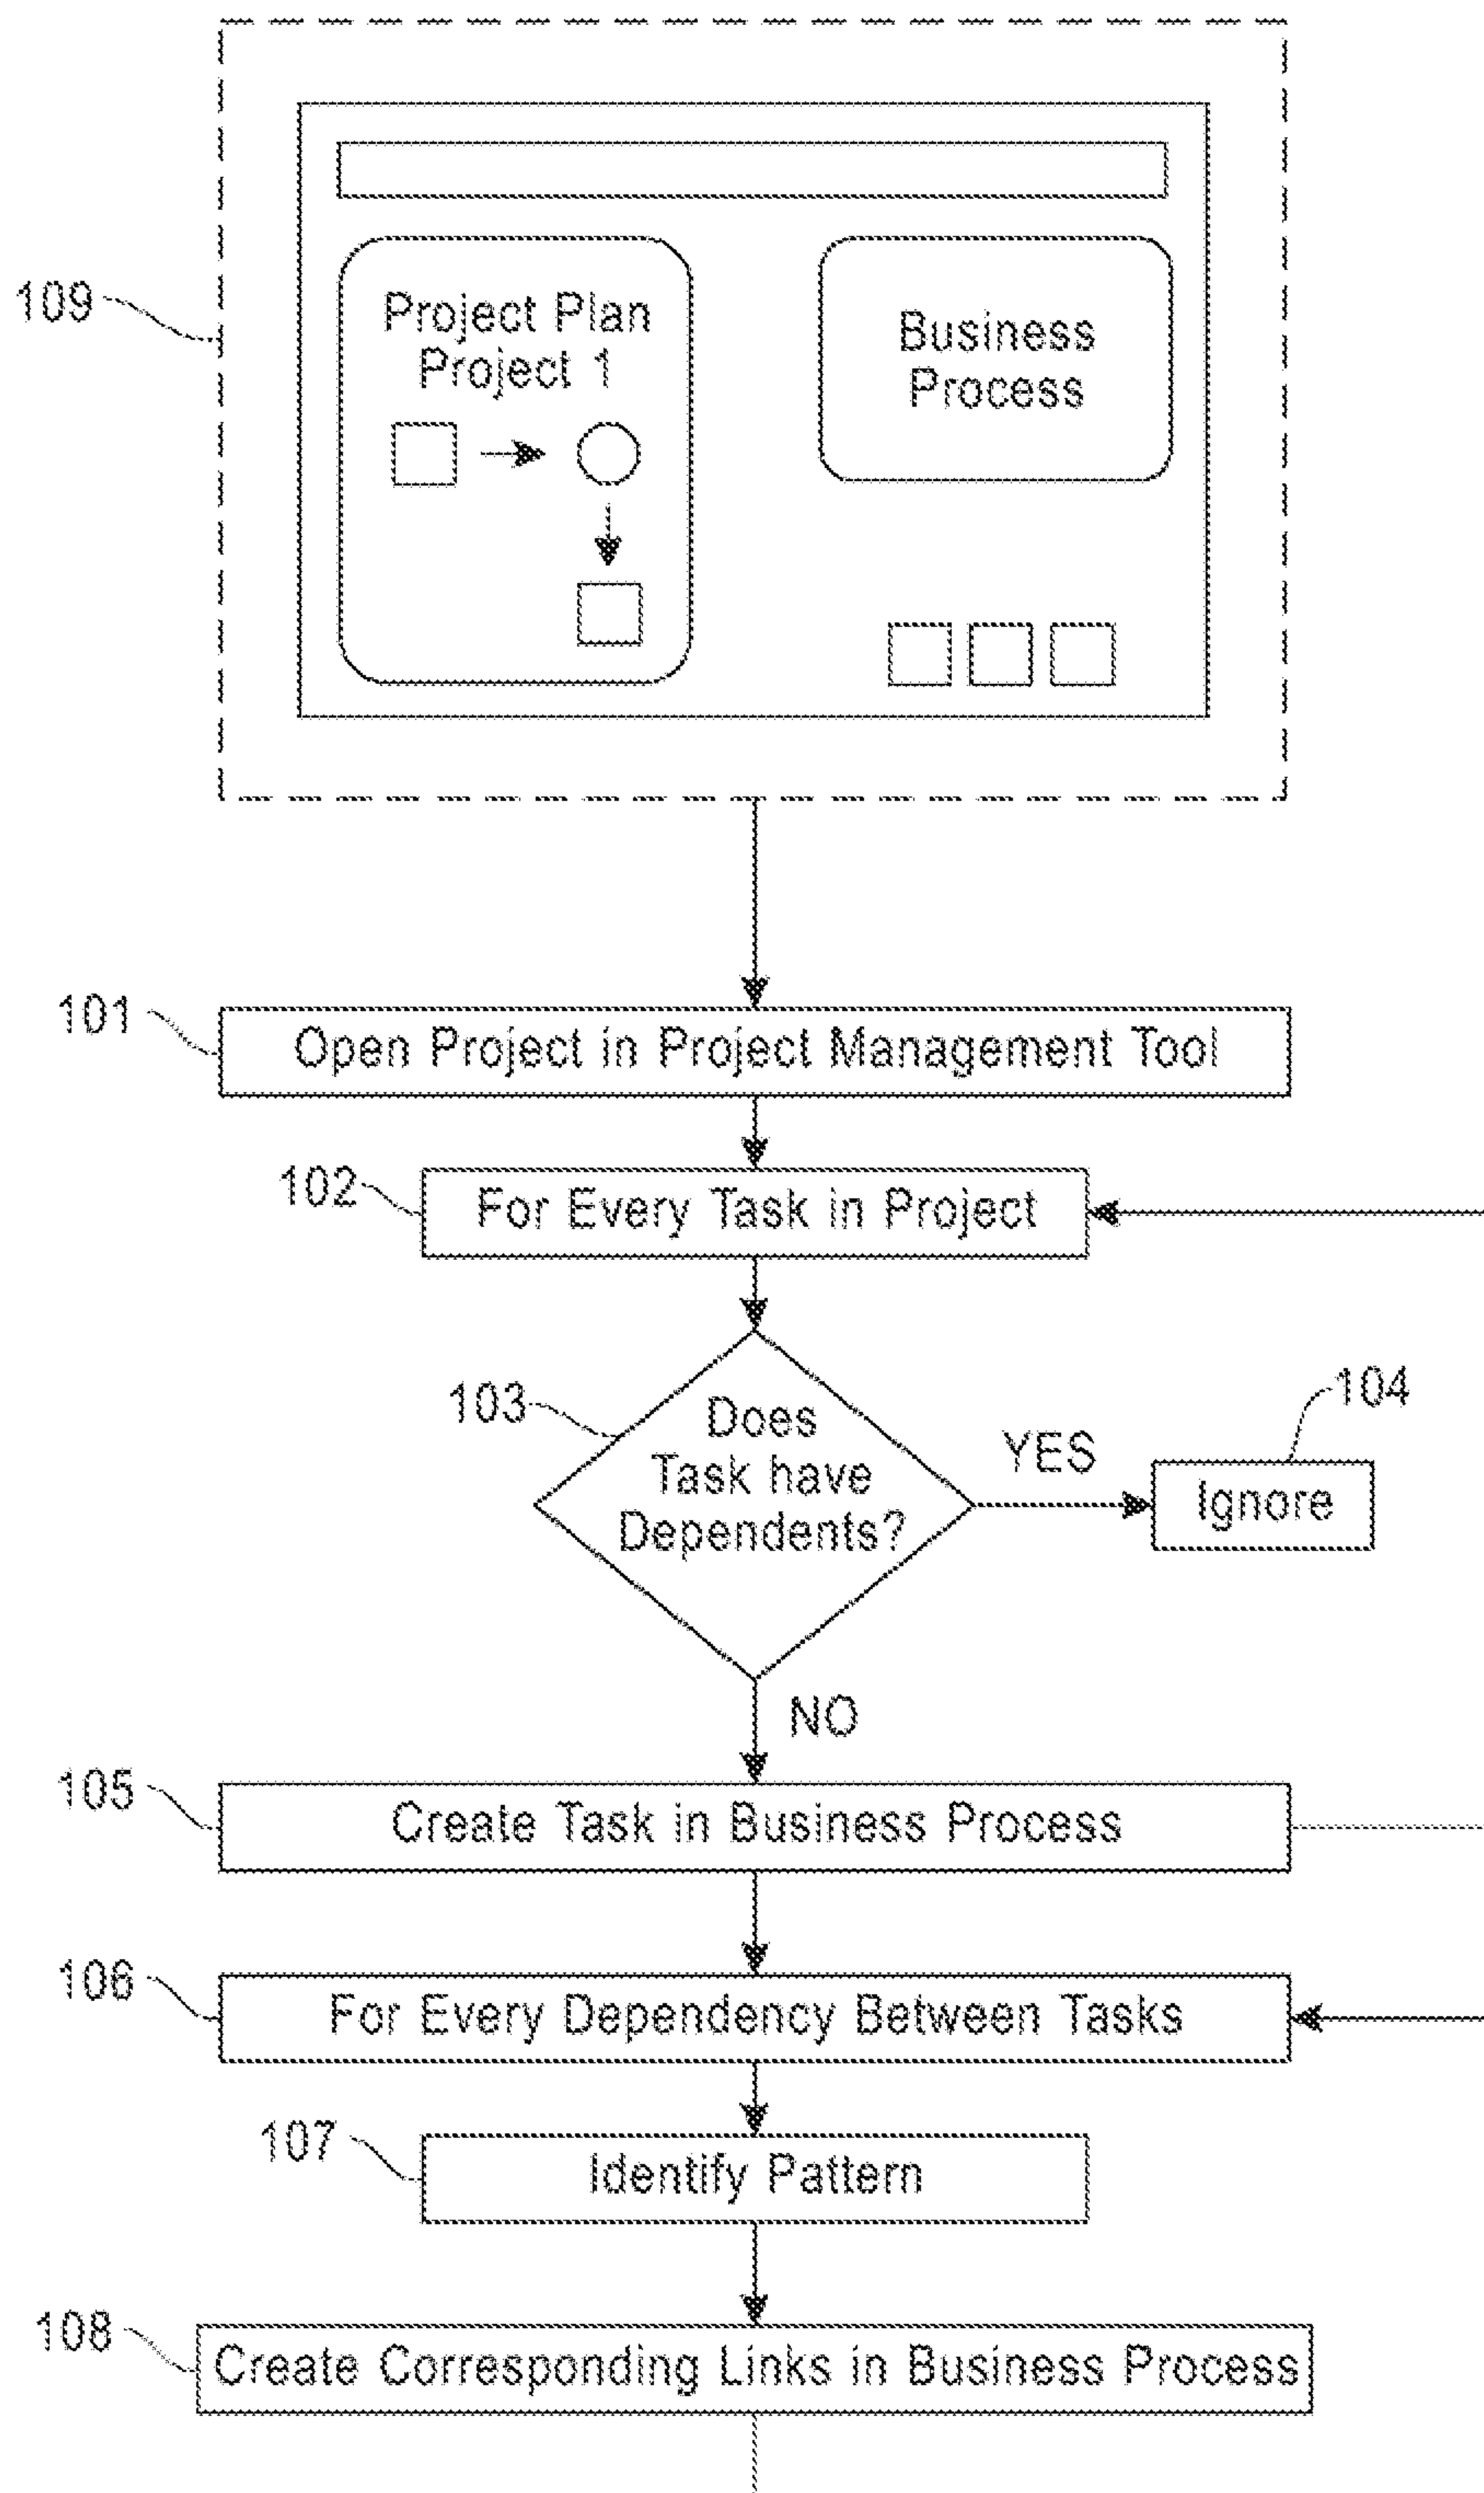 109
Project Plan
Project 1
Business
Process
101
Open Project in Project Management Tool
102
For Every Task in Project
103
Does
Task have
Dependents?
YES
104
Ignore
NO
105
Create Task in Business Process
106
For Every Dependency Between Tasks
107
Identify Pattern
108
Create Corresponding Links in Business Process